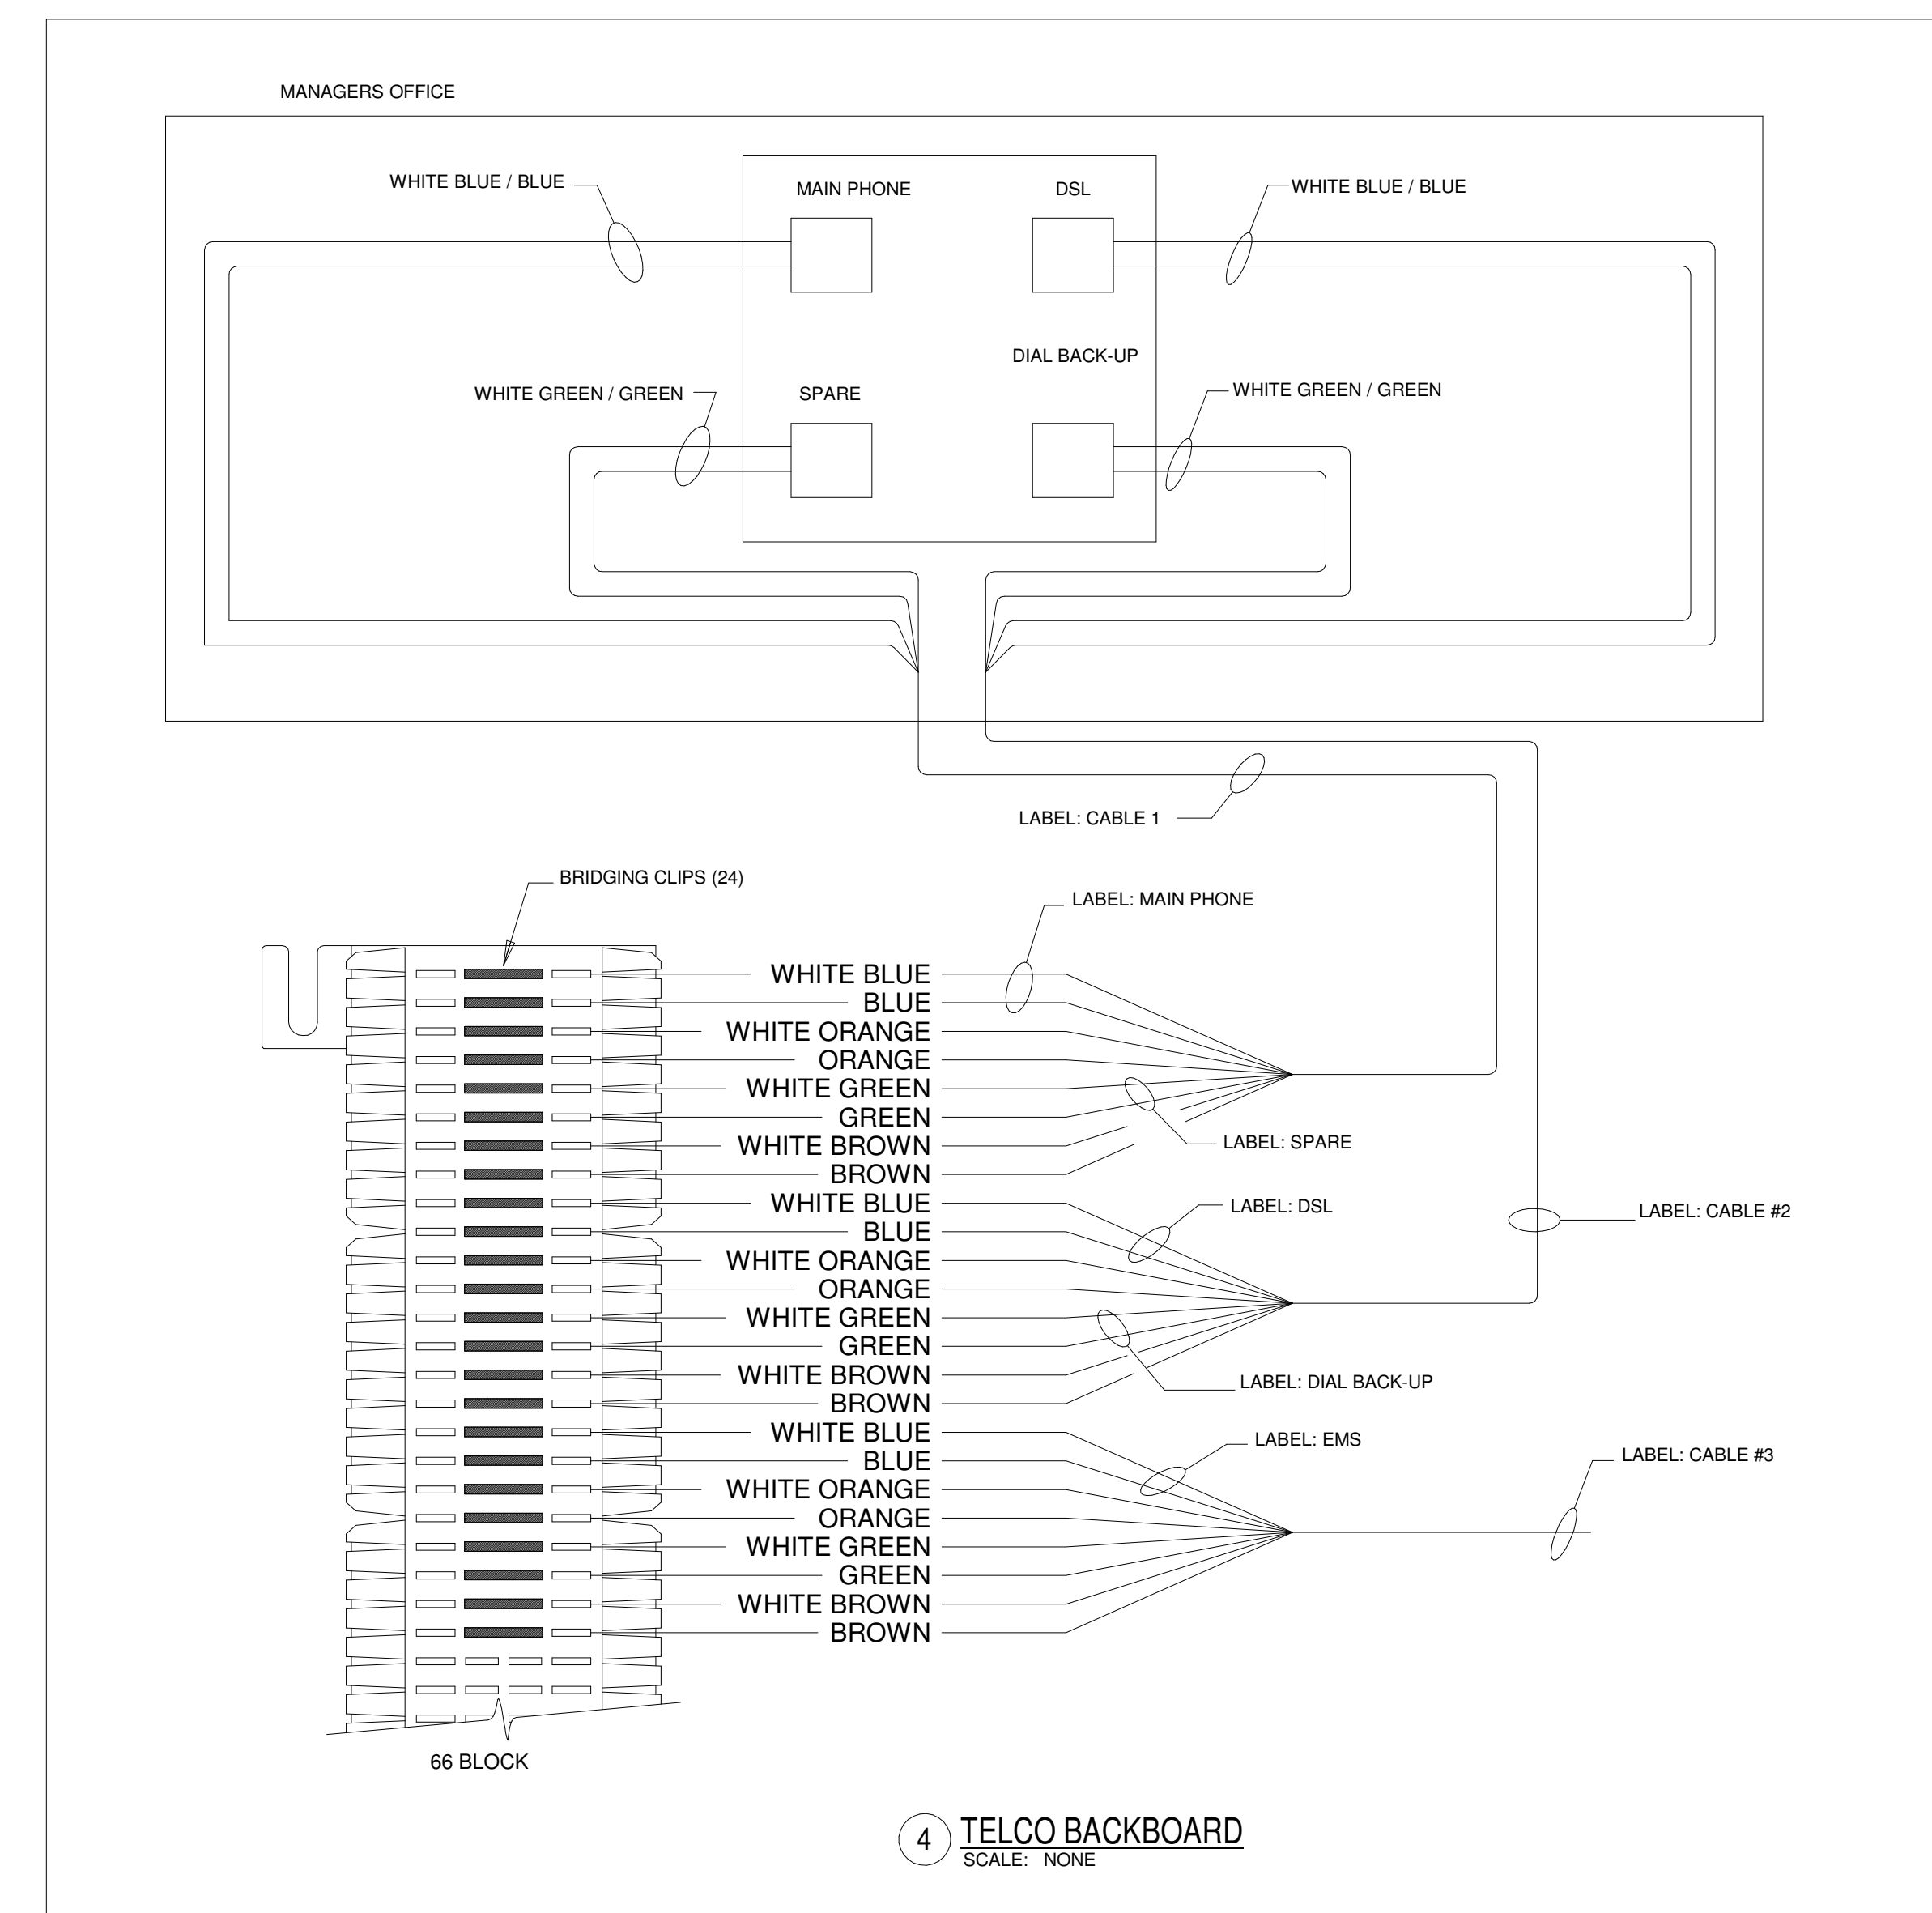 MANAGERS OFFICE
WHITE BLUE / BLUE
MAIN PHONE
DSL
WHITE BLUE / BLUE
DIAL BACK-UP
WHITE GREEN / GREEN
SPARE
WHITE GREEN / GREEN
LABEL: CABLE 1
BRIDGING CLIPS (24)
LABEL: MAIN PHONE
WHITE BLUE
BLUE
WHITE ORANGE
ORANGE
WHITE GREEN
GREEN
WHITE BROWN
LABEL: SPARE
BROWN
WHITE BLUE
LABEL: DSL
LABEL: CABLE #2
BLUE
WHITE ORANGE
ORANGE
WHITE GREEN
GREEN
WHITE BROWN
LABEL: DIAL BACK-UP
BROWN
WHITE BLUE
LABEL: EMS
LABEL: CABLE #3
BLUE
WHITE ORANGE
ORANGE
WHITE GREEN
GREEN
WHITE BROWN
BROWN
66 BLOCK
4
TELCO BACKBOARD
SCALE: NONE